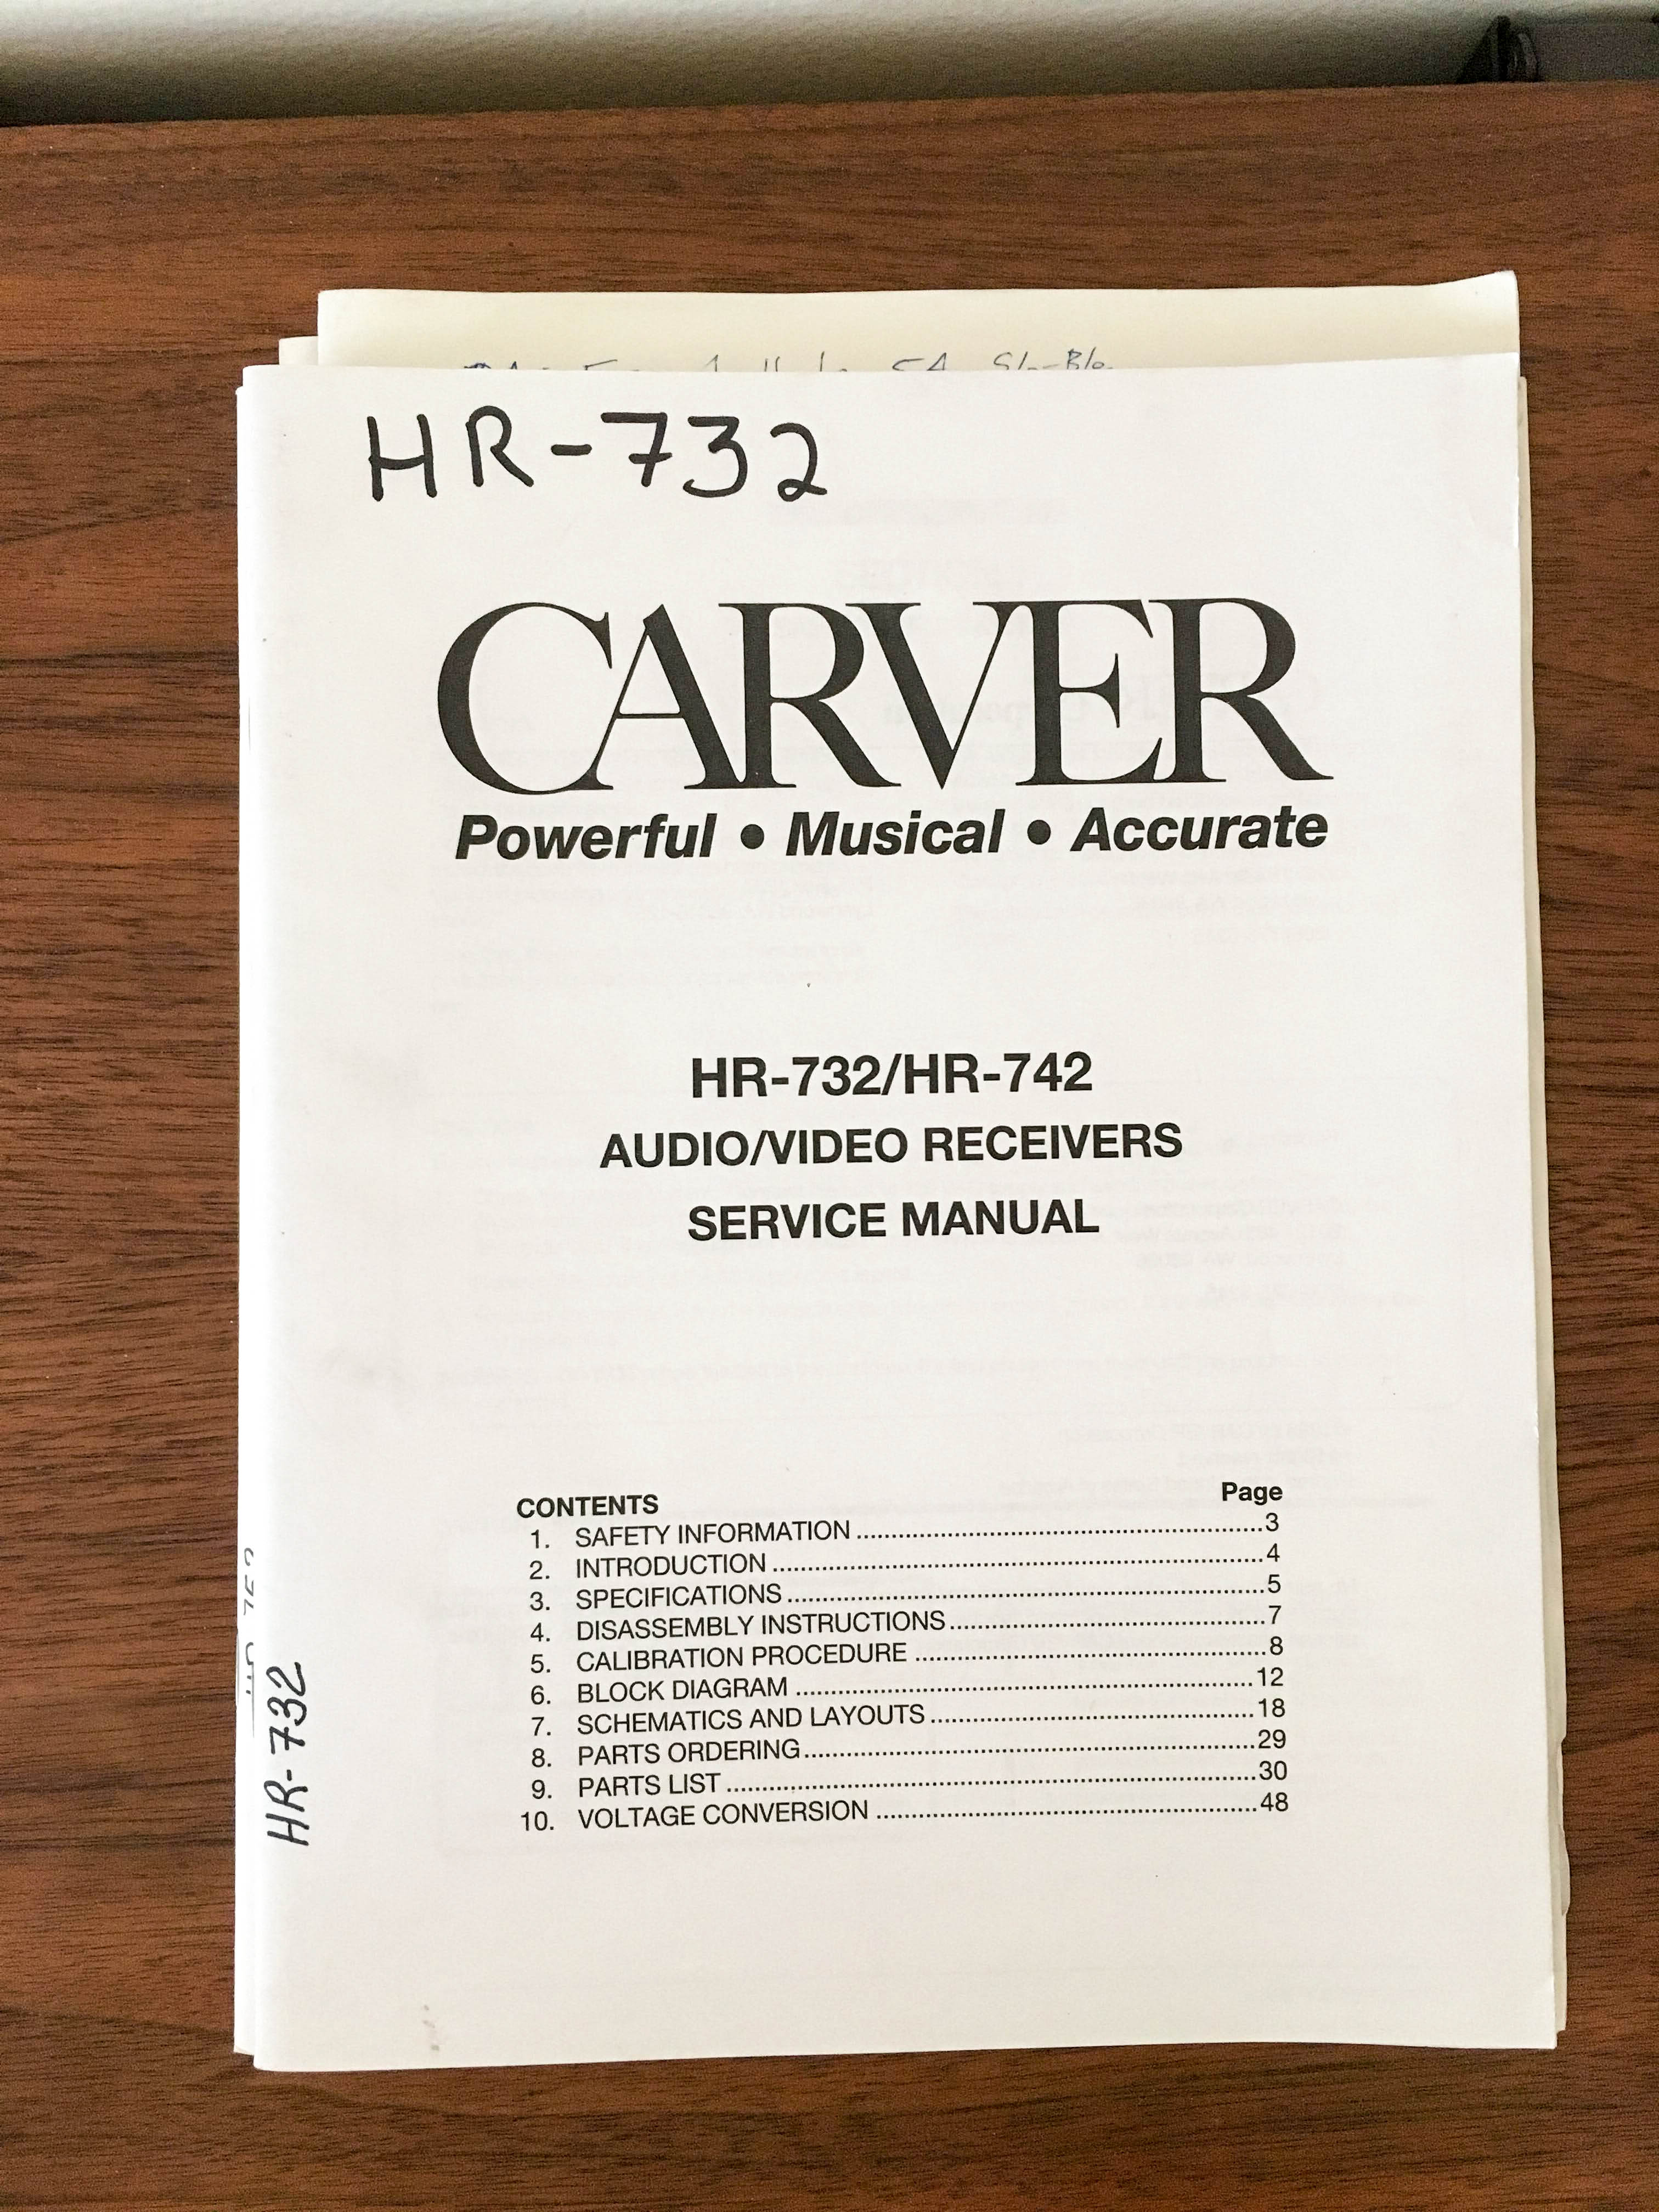 5A Slo-Blo
HR-732
CARVER
Powerful • Musical • Accurate
HR-732/HR-742
AUDIO/VIDEO RECEIVERS
SERVICE MANUAL
CONTENTS Page
1. SAFETY INFORMATION ........ 3
2. INTRODUCTION ........ 4
3. SPECIFICATIONS ........ 5
4. DISASSEMBLY INSTRUCTIONS ........ 7
5. CALIBRATION PROCEDURE ........ 8
6. BLOCK DIAGRAM ........ 12
7. SCHEMATICS AND LAYOUTS ........ 18
8. PARTS ORDERING ........ 29
9. PARTS LIST ........ 30
10. VOLTAGE CONVERSION ........ 48
HR-732